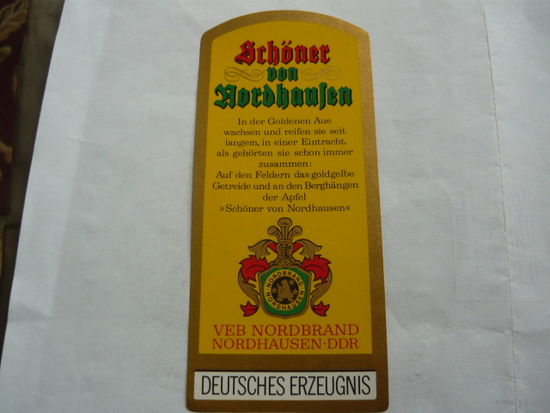 Schöner
von
Nordhausen
In der Goldenen Aue
wachsen und reifen sie seit
langem, in einer Eintracht,
als gehörten sie schon immer
zusammen:
Auf den Feldern das goldgelbe
Getreide und an den Berghängen
der Apfel
»Schöner von Nordhausen«
NORDBRAND
NORDHAUSEN
VEB NORDBRAND
NORDHAUSEN·DDR
DEUTSCHES ERZEUGNIS